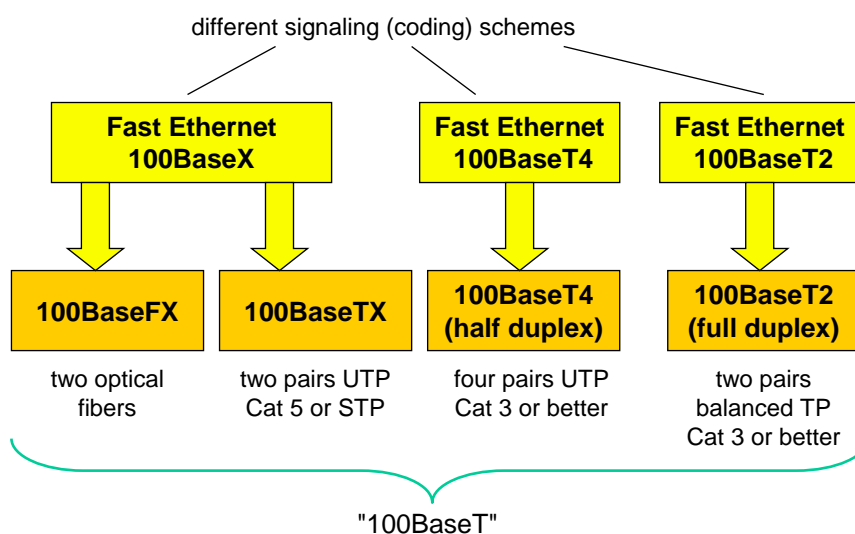 different signaling (coding) schemes
Fast Ethernet
100BaseX
Fast Ethernet
100BaseT4
Fast Ethernet
100BaseT2
100BaseFX
100BaseTX
100BaseT4
(half duplex)
100BaseT2
(full duplex)
two optical
fibers
two pairs UTP
Cat 5 or STP
four pairs UTP
Cat 3 or better
two pairs
balanced TP
Cat 3 or better
"100BaseT"